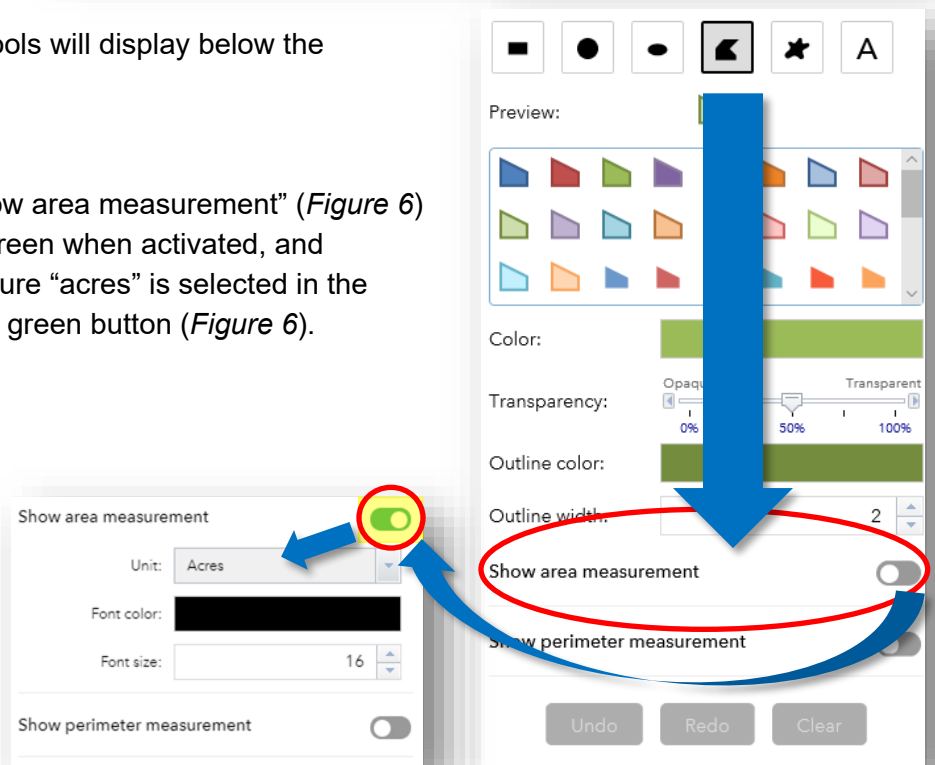 ools will display below the
ow area measurement” (Figure 6)
reen when activated, and
ure “acres” is selected in the
green button (Figure 6).
A
Preview:
Color:
Transparency:
Transparent
0% 50% 100%
Outline color:
Outline width:
2
Show area measurement
Show perimeter measurement
Undo Redo Clear
Show area measurement
Unit: Acres
Font color:
Font size: 16
Show perimeter measurement